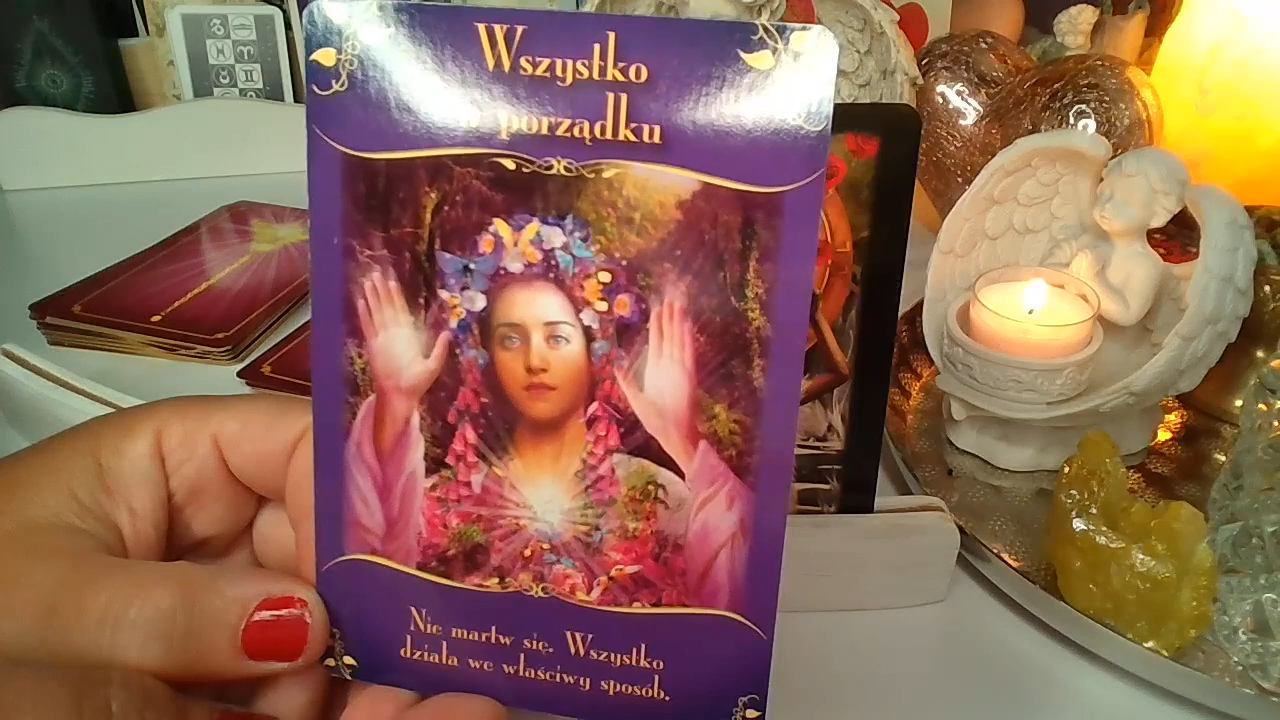 Wszystko
porządku
Nie martw się. Wszystko
działa we właściwy sposób.